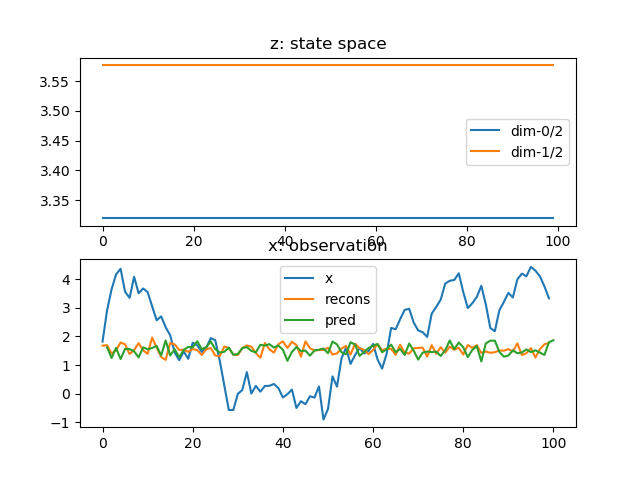 z: state space
3.55
3.50
3.45
3.40
3.35
dim-0/2
dim-1/2
0 20 40 60 80 100
x: observation
4
3
2
1
0
−1
x
recons
pred
0 20 40 60 80 100